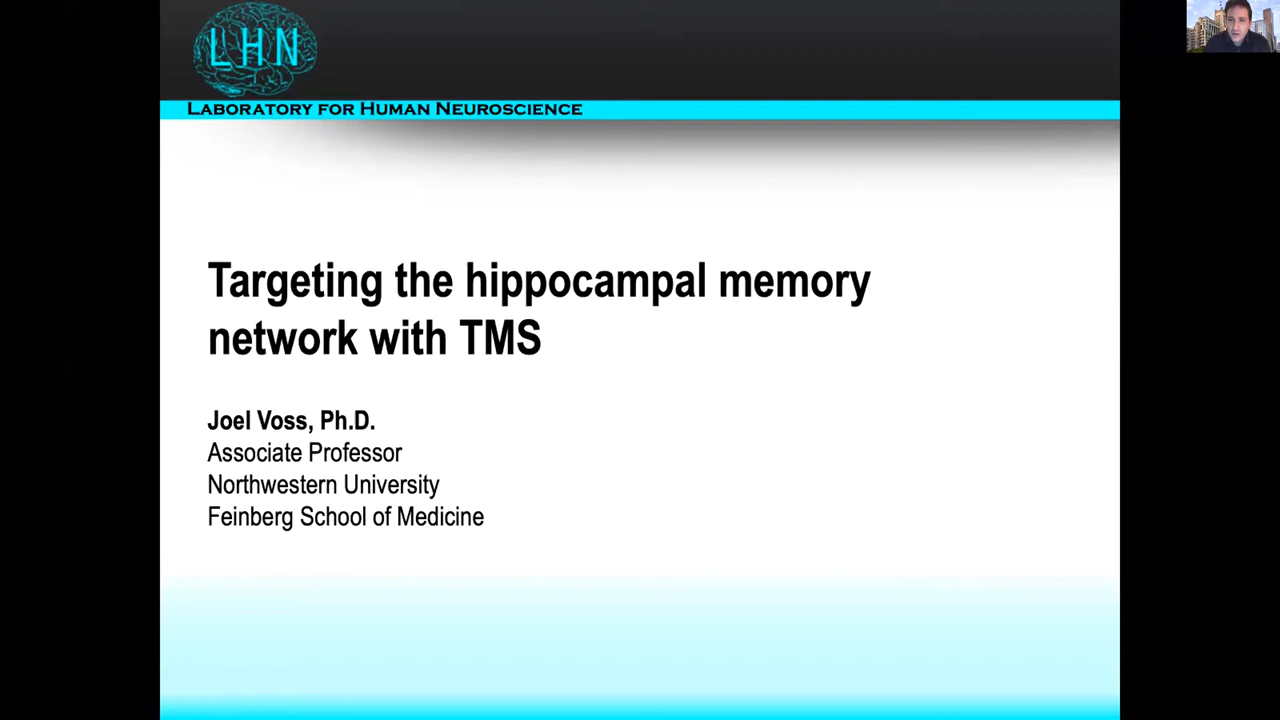 LHN
Laboratory for Human Neuroscience
Targeting the hippocampal memory
network with TMS
Joel Voss, Ph.D.
Associate Professor
Northwestern University
Feinberg School of Medicine